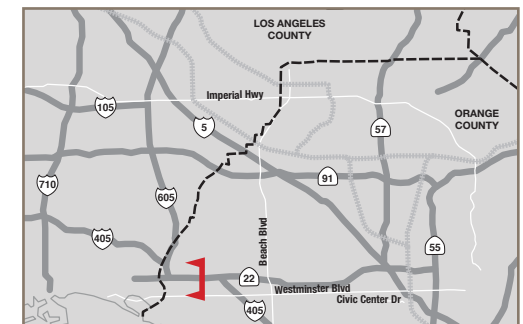 LOS ANGELES
COUNTY
Imperial Hwy
105
5
57
ORANGE
COUNTY
91
710
605
405
Beach Blvd
55
22
Westminster Blvd
Civic Center Dr
405